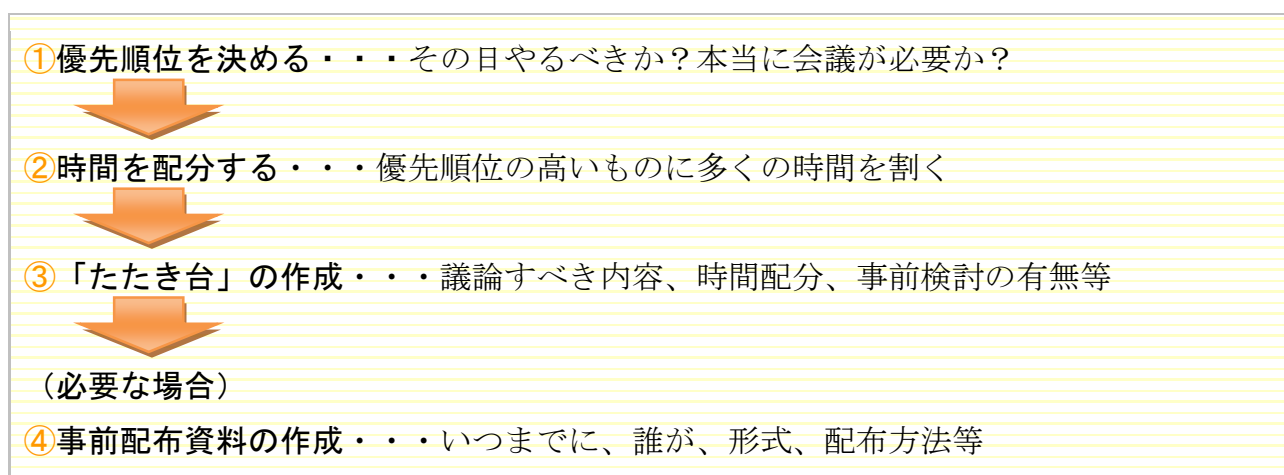 ①優先順位を決める・・・その日やるべきか？本当に会議が必要か？
②時間を配分する・・・優先順位の高いものに多くの時間を割く
③「たたき台」の作成・・・議論すべき内容、時間配分、事前検討の有無等
（必要な場合）
④事前配布資料の作成・・・いつまでに、誰が、形式、配布方法等